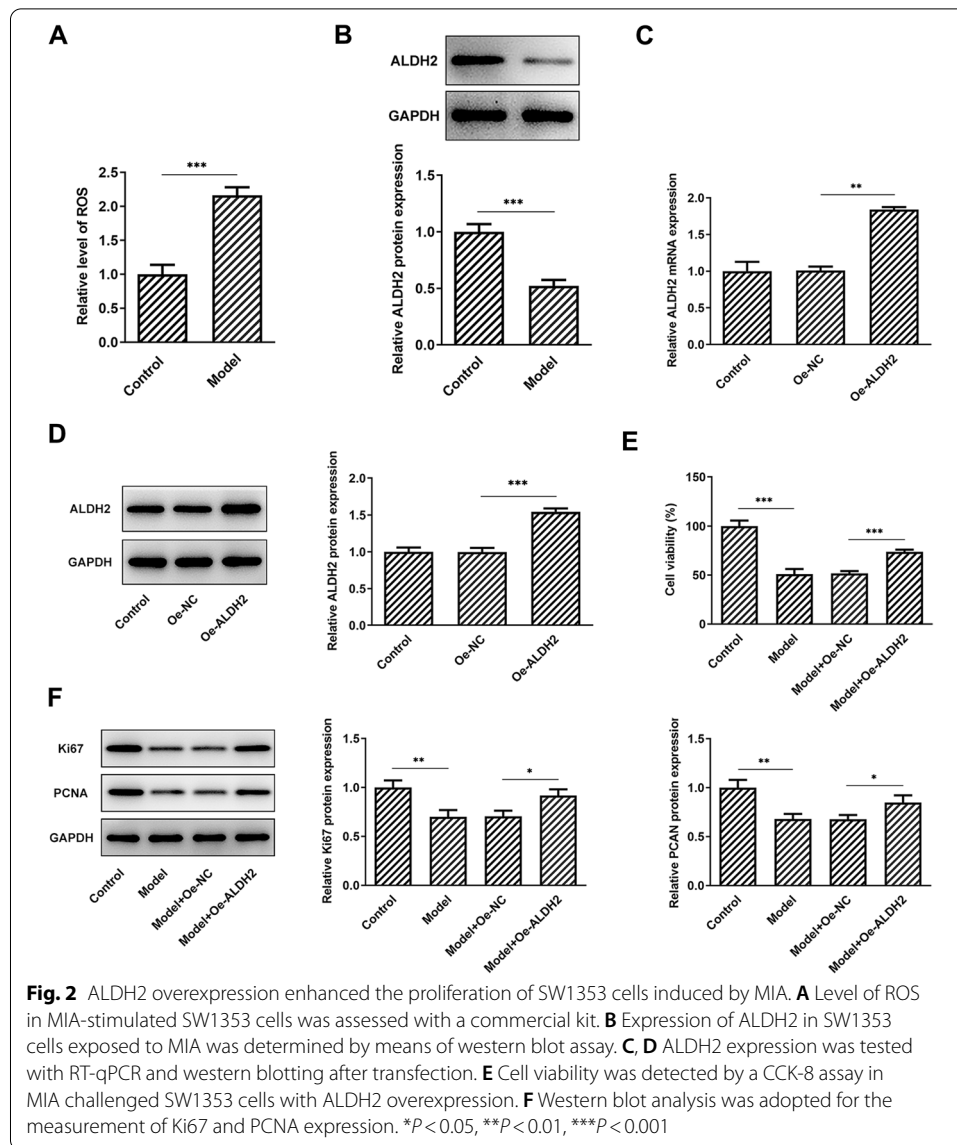 A
Relative level of ROS
2.5
2.0
1.5
1.0
0.5
0.0
***
Control
Model
B
ALDH2
GAPDH
Relative ALDH2 protein expression
1.5
1.0
0.5
0.0
***
Control
Model
C
Relative ALDH2 mRNA expression
2.0
1.5
1.0
0.5
0.0
**
Control
Oe-NC
Oe-ALDH2
D
ALDH2
GAPDH
Control
Oe-NC
Oe-ALDH2
Relative ALDH2 protein expression
2.0
1.5
1.0
0.5
0.0
***
Control
Oe-NC
Oe-ALDH2
E
Cell viability (%)
150
100
50
0
***
***
Control
Model
Model+Oe-NC
Model+Oe-ALDH2
F
Ki67
PCNA
GAPDH
Control
Model
Model+Oe-NC
Model+Oe-ALDH2
Relative Ki67 protein expression
1.5
1.0
0.5
0.0
**
*
Control
Model
Model+Oe-NC
Model+Oe-ALDH2
Relative PCAN protein expression
1.5
1.0
0.5
0.0
**
*
Control
Model
Model+Oe-NC
Model+Oe-ALDH2
Fig. 2 ALDH2 overexpression enhanced the proliferation of SW1353 cells induced by MIA. A Level of ROS
in MIA-stimulated SW1353 cells was assessed with a commercial kit. B Expression of ALDH2 in SW1353
cells exposed to MIA was determined by means of western blot assay. C, D ALDH2 expression was tested
with RT-qPCR and western blotting after transfection. E Cell viability was detected by a CCK-8 assay in
MIA challenged SW1353 cells with ALDH2 overexpression. F Western blot analysis was adopted for the
measurement of Ki67 and PCNA expression. *P < 0.05, **P < 0.01, ***P < 0.001